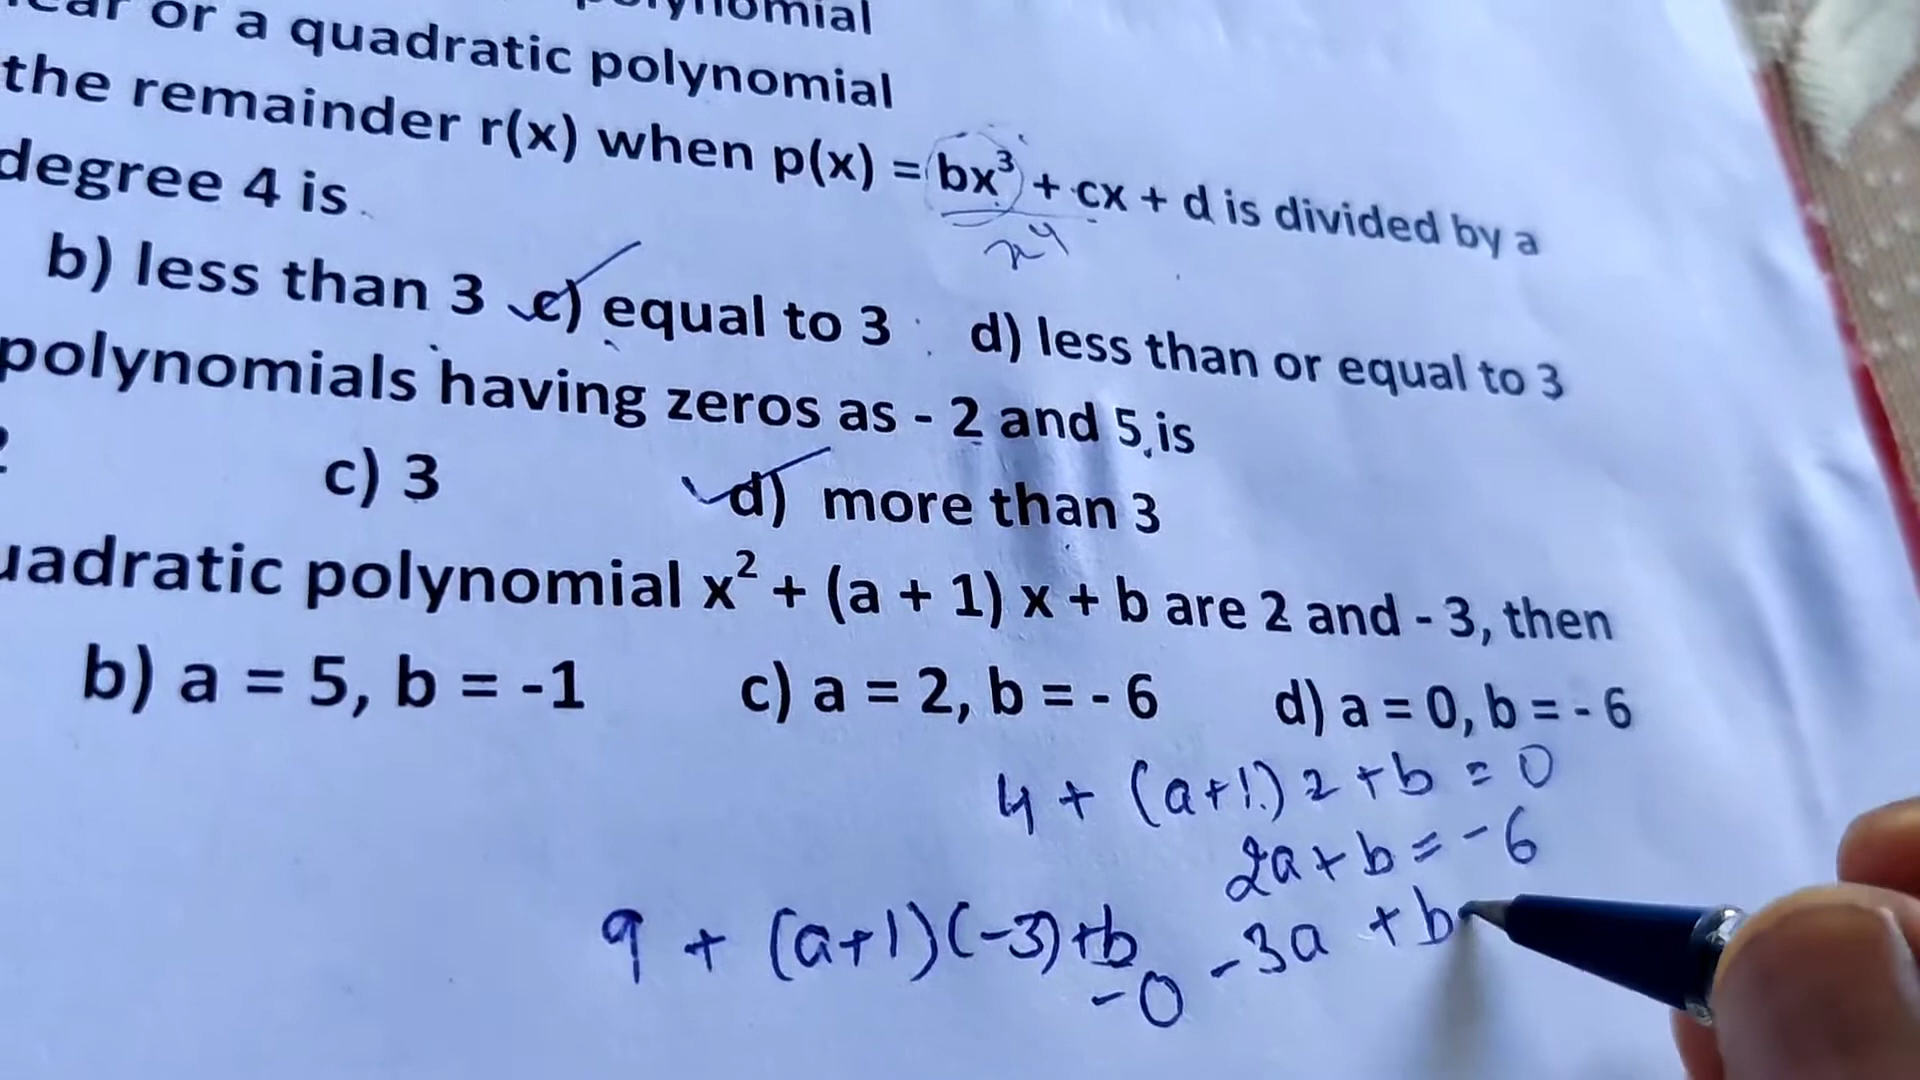 or a quadratic polynomial
the remainder r(x) when p(x) = bx³ + cx + d is divided by a
x⁴
degree 4 is
b) less than 3 c) equal to 3 d) less than or equal to 3
polynomials having zeros as - 2 and 5 is
c) 3 d) more than 3
polynomial x² + (a + 1) x + b are 2 and - 3, then
b) a = 5, b = -1 c) a = 2, b = - 6 d) a = 0, b = - 6
4 + (a+1) 2 + b = 0
2a + b = -6
9 + (a+1)(-3)+b -3a + b
-0